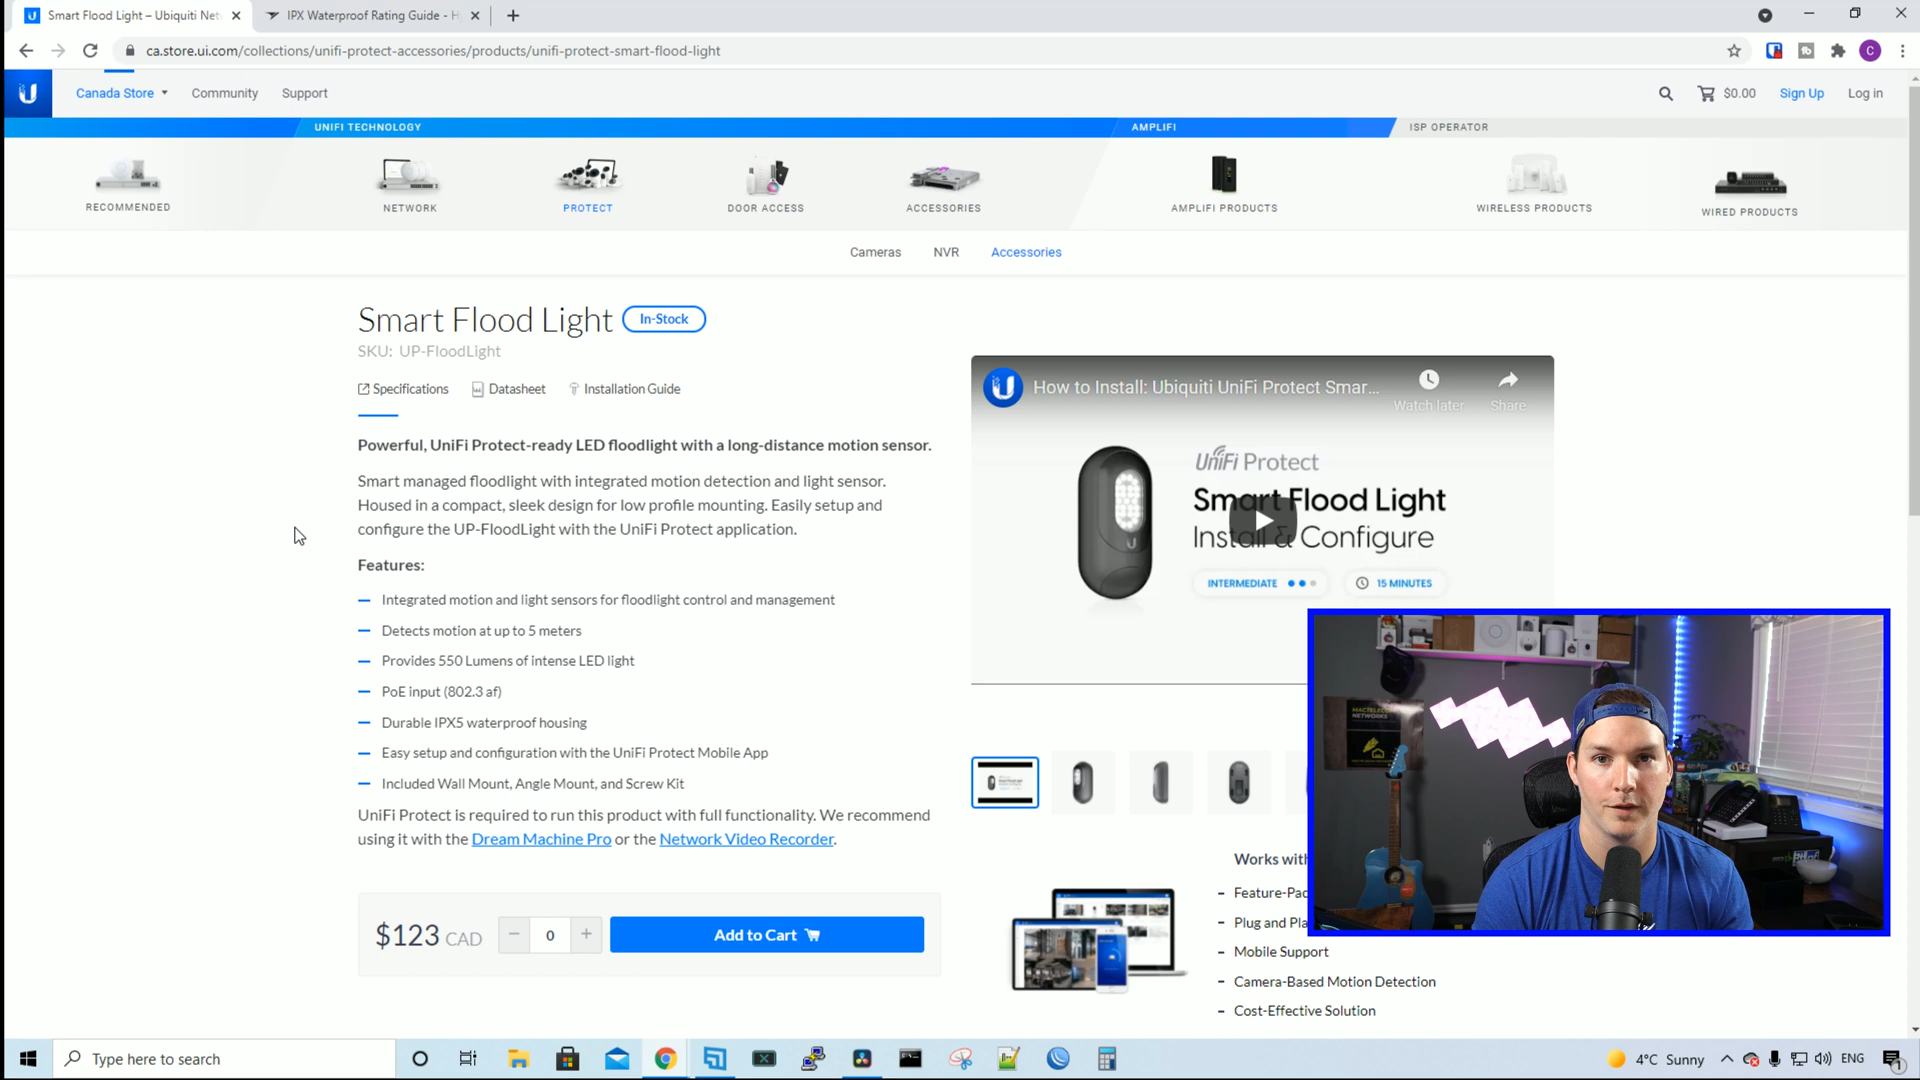 Smart Flood Light – Ubiquiti Net
IPX Waterproof Rating Guide - H
ca.store.ui.com/collections/unifi-protect-accessories/products/unifi-protect-smart-flood-light
Canada Store
Community
Support
$0.00
Sign Up
Log in
UNIFI TECHNOLOGY
AMPLIFI
ISP OPERATOR
RECOMMENDED
NETWORK
PROTECT
DOOR ACCESS
ACCESSORIES
AMPLIFI PRODUCTS
WIRELESS PRODUCTS
WIRED PRODUCTS
Cameras
NVR
Accessories
Smart Flood Light
In-Stock
SKU: UP-FloodLight
Specifications
Datasheet
Installation Guide
Powerful, UniFi Protect-ready LED floodlight with a long-distance motion sensor.
Smart managed floodlight with integrated motion detection and light sensor.
Housed in a compact, sleek design for low profile mounting. Easily setup and
configure the UP-FloodLight with the UniFi Protect application.
Features:
Integrated motion and light sensors for floodlight control and management
Detects motion at up to 5 meters
Provides 550 Lumens of intense LED light
PoE input (802.3 af)
Durable IPX5 waterproof housing
Easy setup and configuration with the UniFi Protect Mobile App
Included Wall Mount, Angle Mount, and Screw Kit
UniFi Protect is required to run this product with full functionality. We recommend
using it with the Dream Machine Pro or the Network Video Recorder.
$123 CAD
0
Add to Cart
How to Install: Ubiquiti UniFi Protect Smar...
Watch later
Share
UniFi Protect
Smart Flood Light
Install & Configure
INTERMEDIATE
15 MINUTES
Works with
Feature-Pac
Plug and Pla
Mobile Support
Camera-Based Motion Detection
Cost-Effective Solution
MACTELECOM
NETWORKS
Type here to search
4°C Sunny
ENG
1